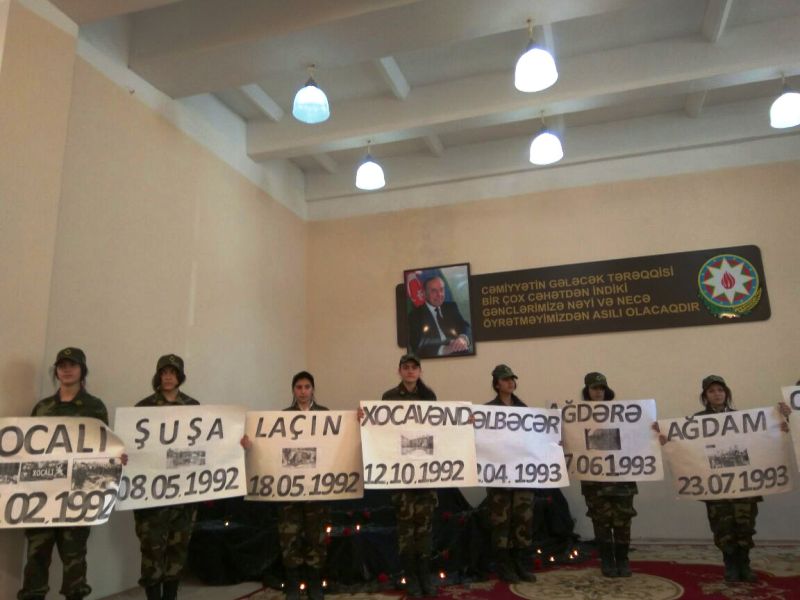 CƏMİYYƏTİN GƏLƏCƏK TƏRƏQQİSİ
BİR ÇOX CƏHƏTDƏN İNDİKİ
GƏNCLƏRİMİZƏ NƏYİ VƏ NECƏ
ÖYRƏTMƏYİMİZDƏN ASILI OLACAQDIR
OCALI
XOCALI
.02.1992
ŞUŞA
08.05.1992
LAÇIN
18.05.1992
XOCAVƏND
12.10.1992
ƏLBƏCƏR
2.04.1993
AĞDƏRƏ
7.06.1993
AĞDAM
23.07.1993